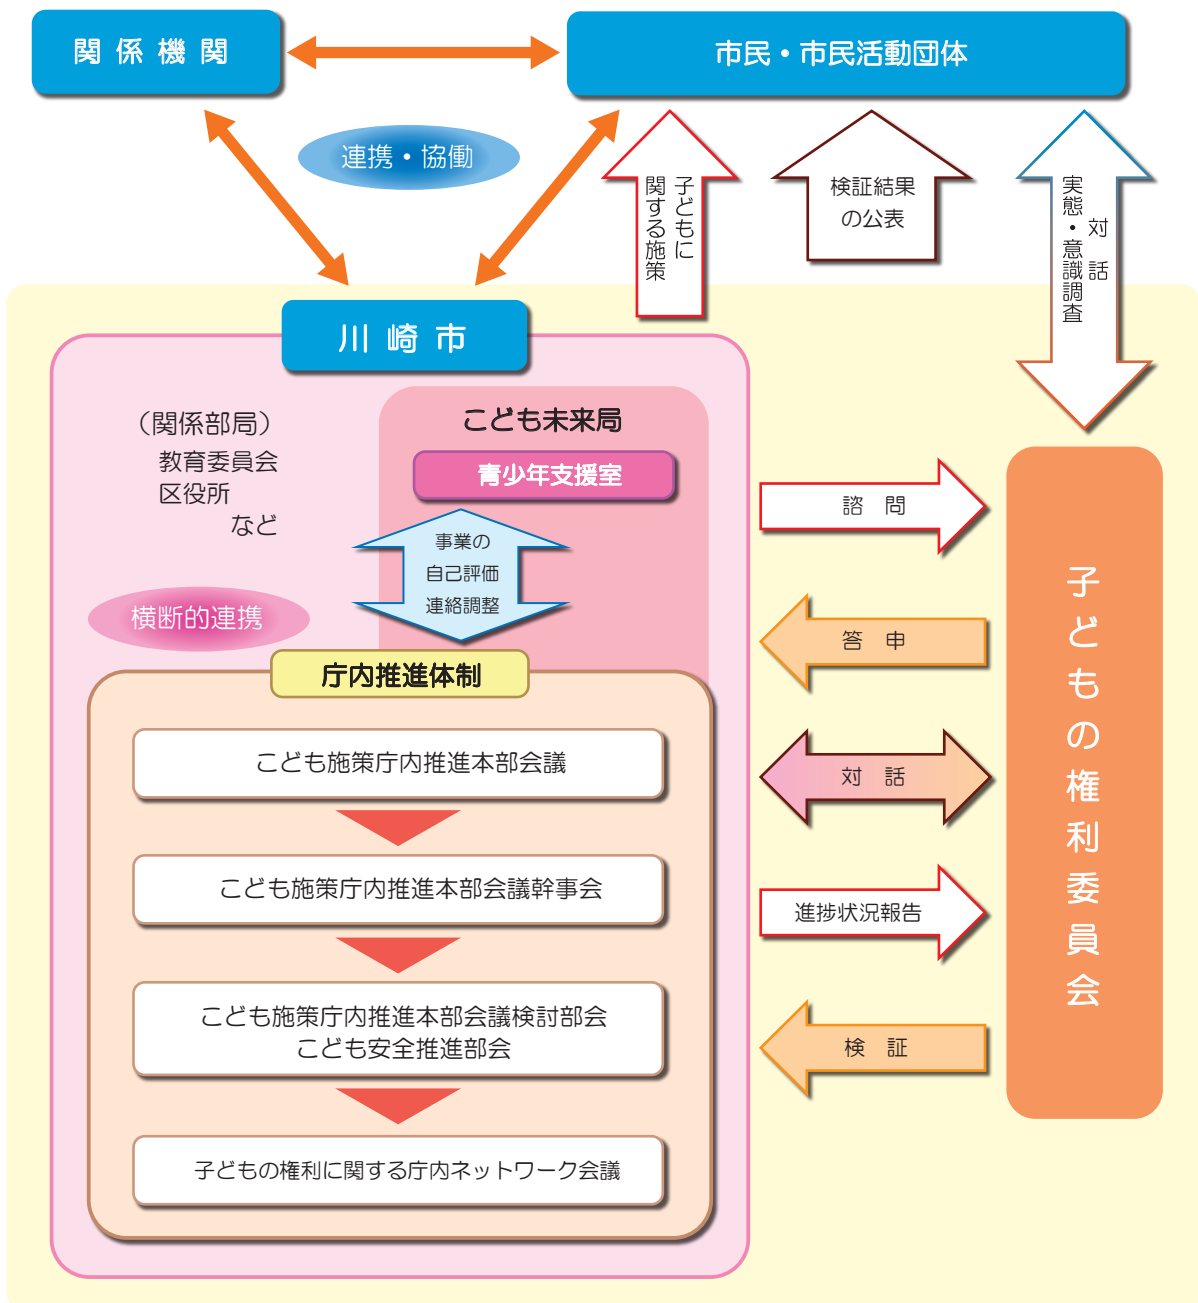 関係機関
市民・市民活動団体
連携・協働
子どもに
関する施策
検証結果
の公表
対話
実態・意識調査
川崎市
（関係部局）
教育委員会
区役所
など
こども未来局
青少年支援室
事業の
自己評価
連絡調整
横断的連携
庁内推進体制
こども施策庁内推進本部会議
こども施策庁内推進本部会議幹事会
こども施策庁内推進本部会議検討部会
こども安全推進部会
子どもの権利に関する庁内ネットワーク会議
諮問
答申
対話
進捗状況報告
検証
子どもの権利委員会